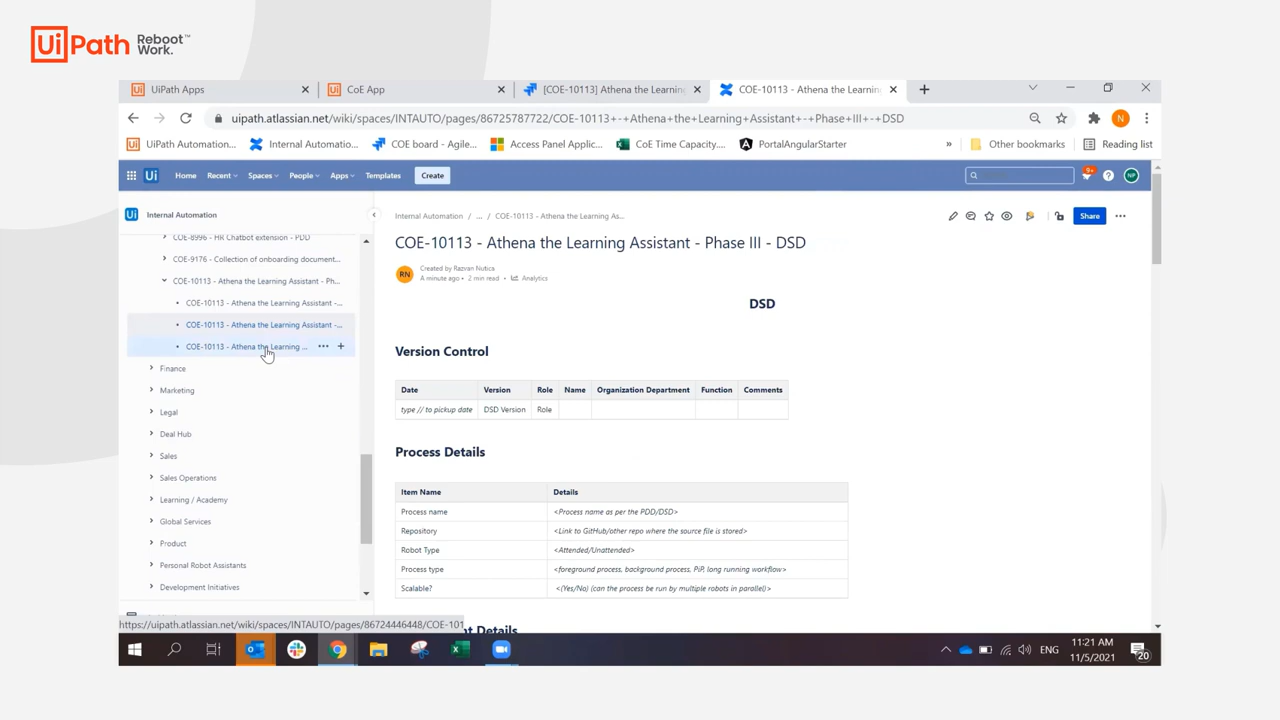 UiPath Reboot Work.™
UiPath Apps
CoE App
[COE-10113] Athena the Learnin
COE-10113 - Athena the Learnin
uipath.atlassian.net/wiki/spaces/INTAUTO/pages/86725787722/COE-10113+-+Athena+the+Learning+Assistant+-+Phase+III+-+DSD
N
UiPath Automation...
Internal Automatio...
COE board - Agile...
Access Panel Applic...
CoE Time Capacity....
PortalAngularStarter
»
Other bookmarks
Reading list
Ui
Home
Recent
Spaces
People
Apps
Templates
Create
9+
NP
Ui
Internal Automation
COE-8996 - HR Chatbot extension - PDD
COE-9176 - Collection of onboarding document...
COE-10113 - Athena the Learning Assistant - Ph...
COE-10113 - Athena the Learning Assistant -...
COE-10113 - Athena the Learning Assistant -...
COE-10113 - Athena the Learning ...
Finance
Marketing
Legal
Deal Hub
Sales
Sales Operations
Learning / Academy
Global Services
Product
Personal Robot Assistants
Development Initiatives
Internal Automation / ... / COE-10113 - Athena the Learning As...
Share
COE-10113 - Athena the Learning Assistant - Phase III - DSD
RN
Created by Razvan Nutica
A minute ago • 2 min read • Analytics
DSD
Version Control
Date Version Role Name Organization Department Function Comments
type // to pickup date DSD Version Role
Process Details
Item Name Details
Process name <Process name as per the PDD/DSD>
Repository <Link to GitHub/other repo where the source file is stored>
Robot Type <Attended/Unattended>
Process type <foreground process, background process, PiP, long running workflow>
Scalable? <(Yes/No) (can the process be run by multiple robots in parallel)>
t Details
https://uipath.atlassian.net/wiki/spaces/INTAUTO/pages/86724446448/COE-101
ENG
11:21 AM
11/5/2021
20